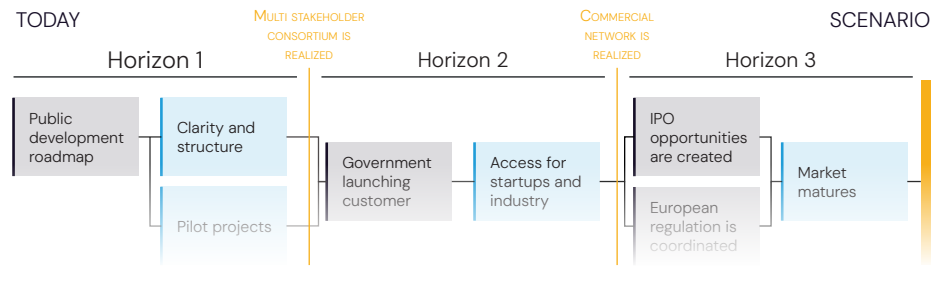 TODAY
Multi stakeholder
consortium is
realized
Commercial
network is
realized
SCENARIO
Horizon 1
Horizon 2
Horizon 3
Public
development
roadmap
Clarity and
structure
Pilot projects
Government
launching
customer
Access for
startups and
industry
IPO
opportunities
are created
European
regulation is
coordinated
Market
matures